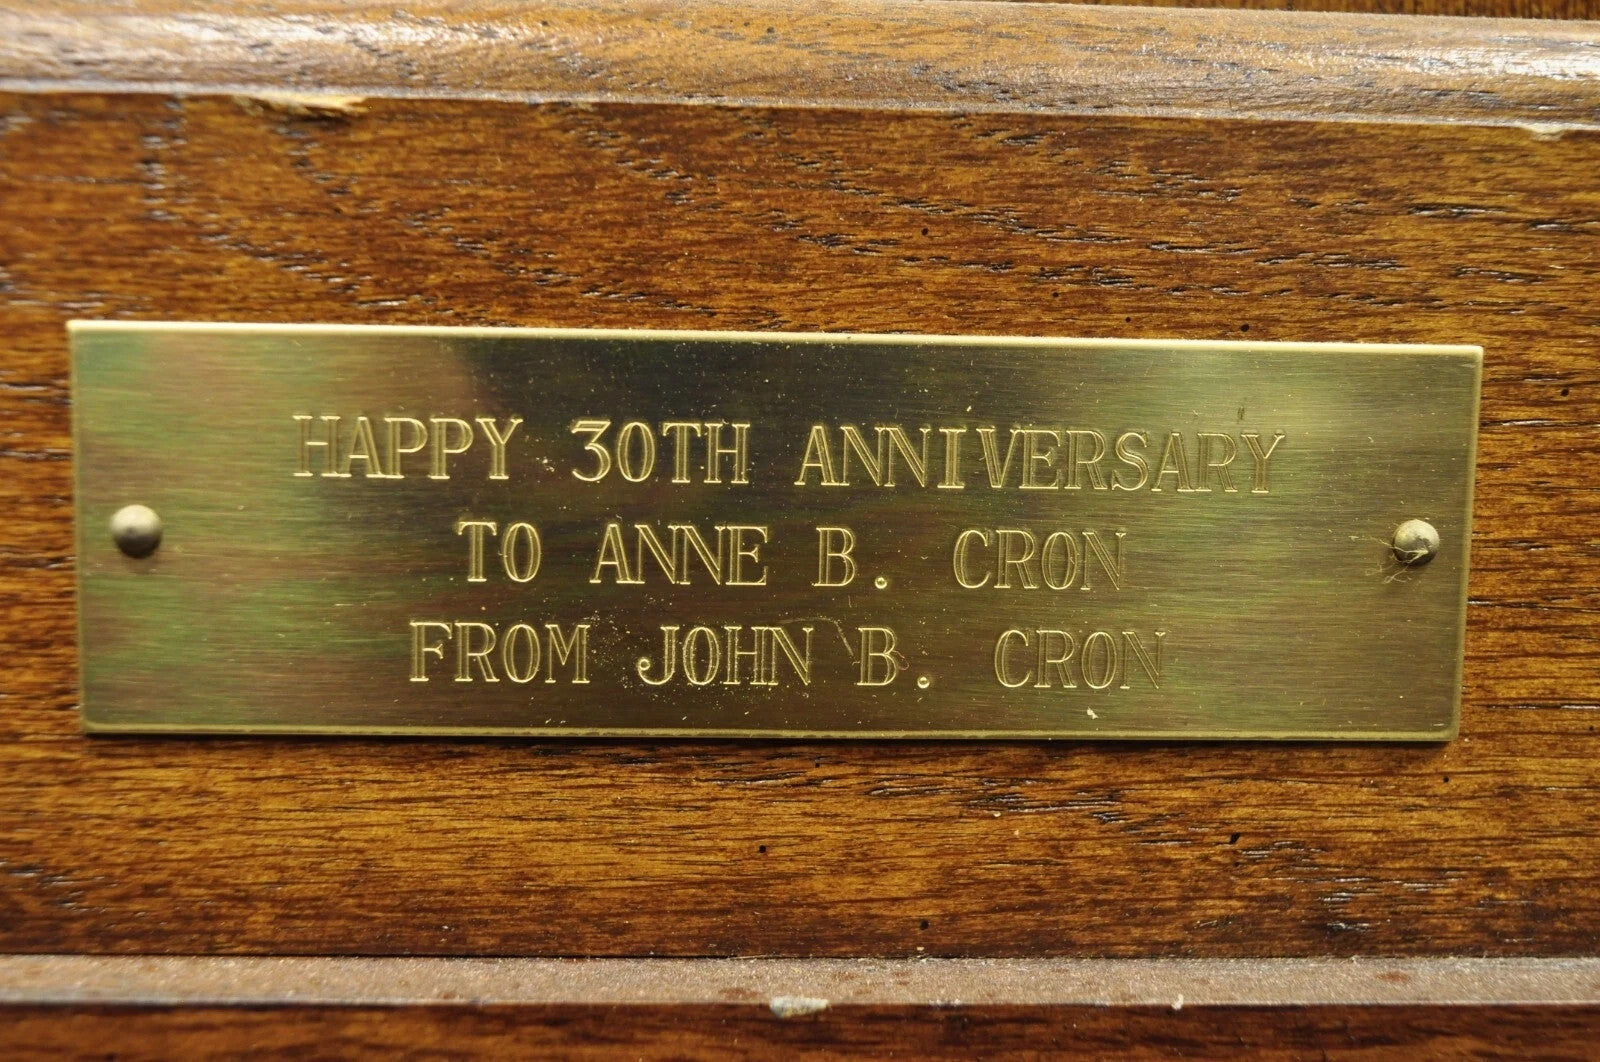 HAPPY 30TH ANNIVERSARY
TO ANNE B. CRON
FROM JOHN B. CRON